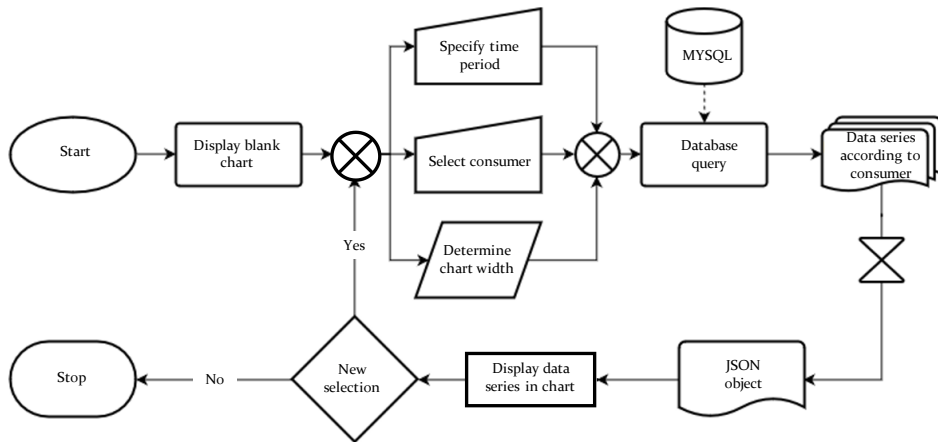 Start
Display blank
chart
Specify time
period
Select consumer
Determine
chart width
MYSQL
Database
query
Data series
according to
consumer
Yes
Stop
No
New
selection
Display data
series in chart
JSON
object